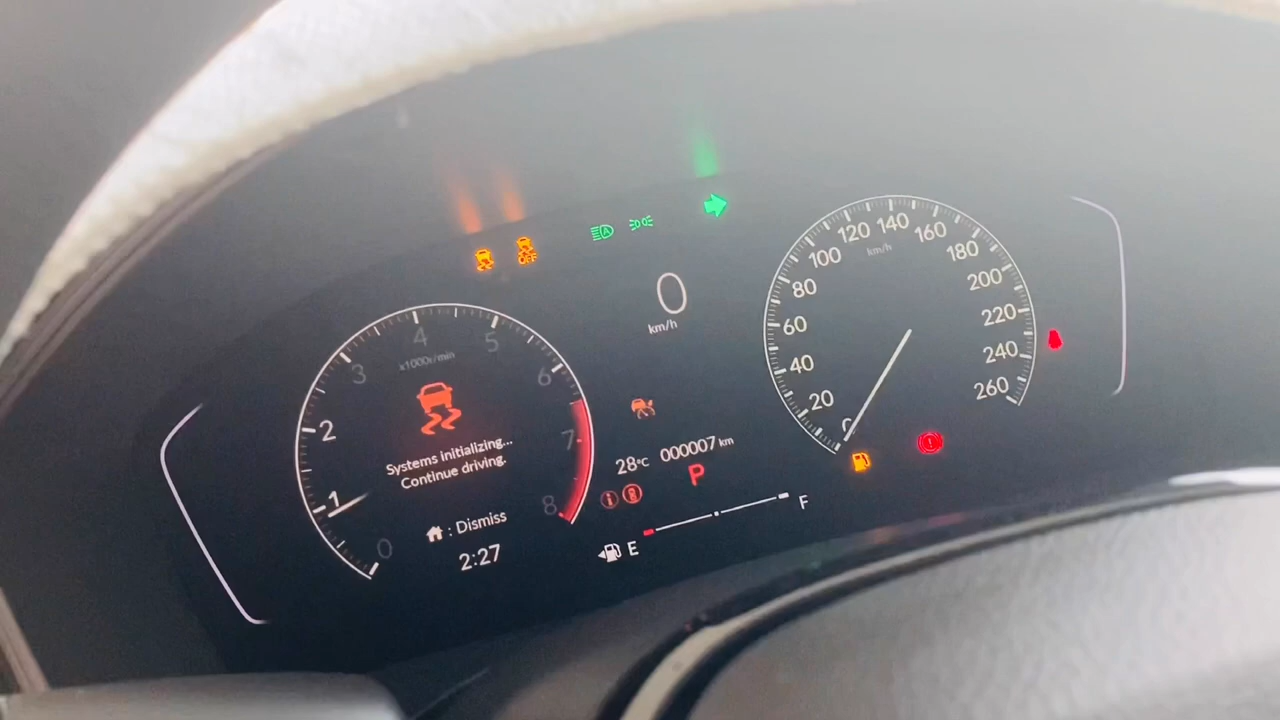 OFF
0
km/h
0
1
2
3
4
5
6
7
8
x1000r/min
Systems initializing...
Continue driving.
: Dismiss
2:27
28°C
000007 km
P
E
F
0
20
40
60
80
100
120
140
160
180
200
220
240
260
km/h